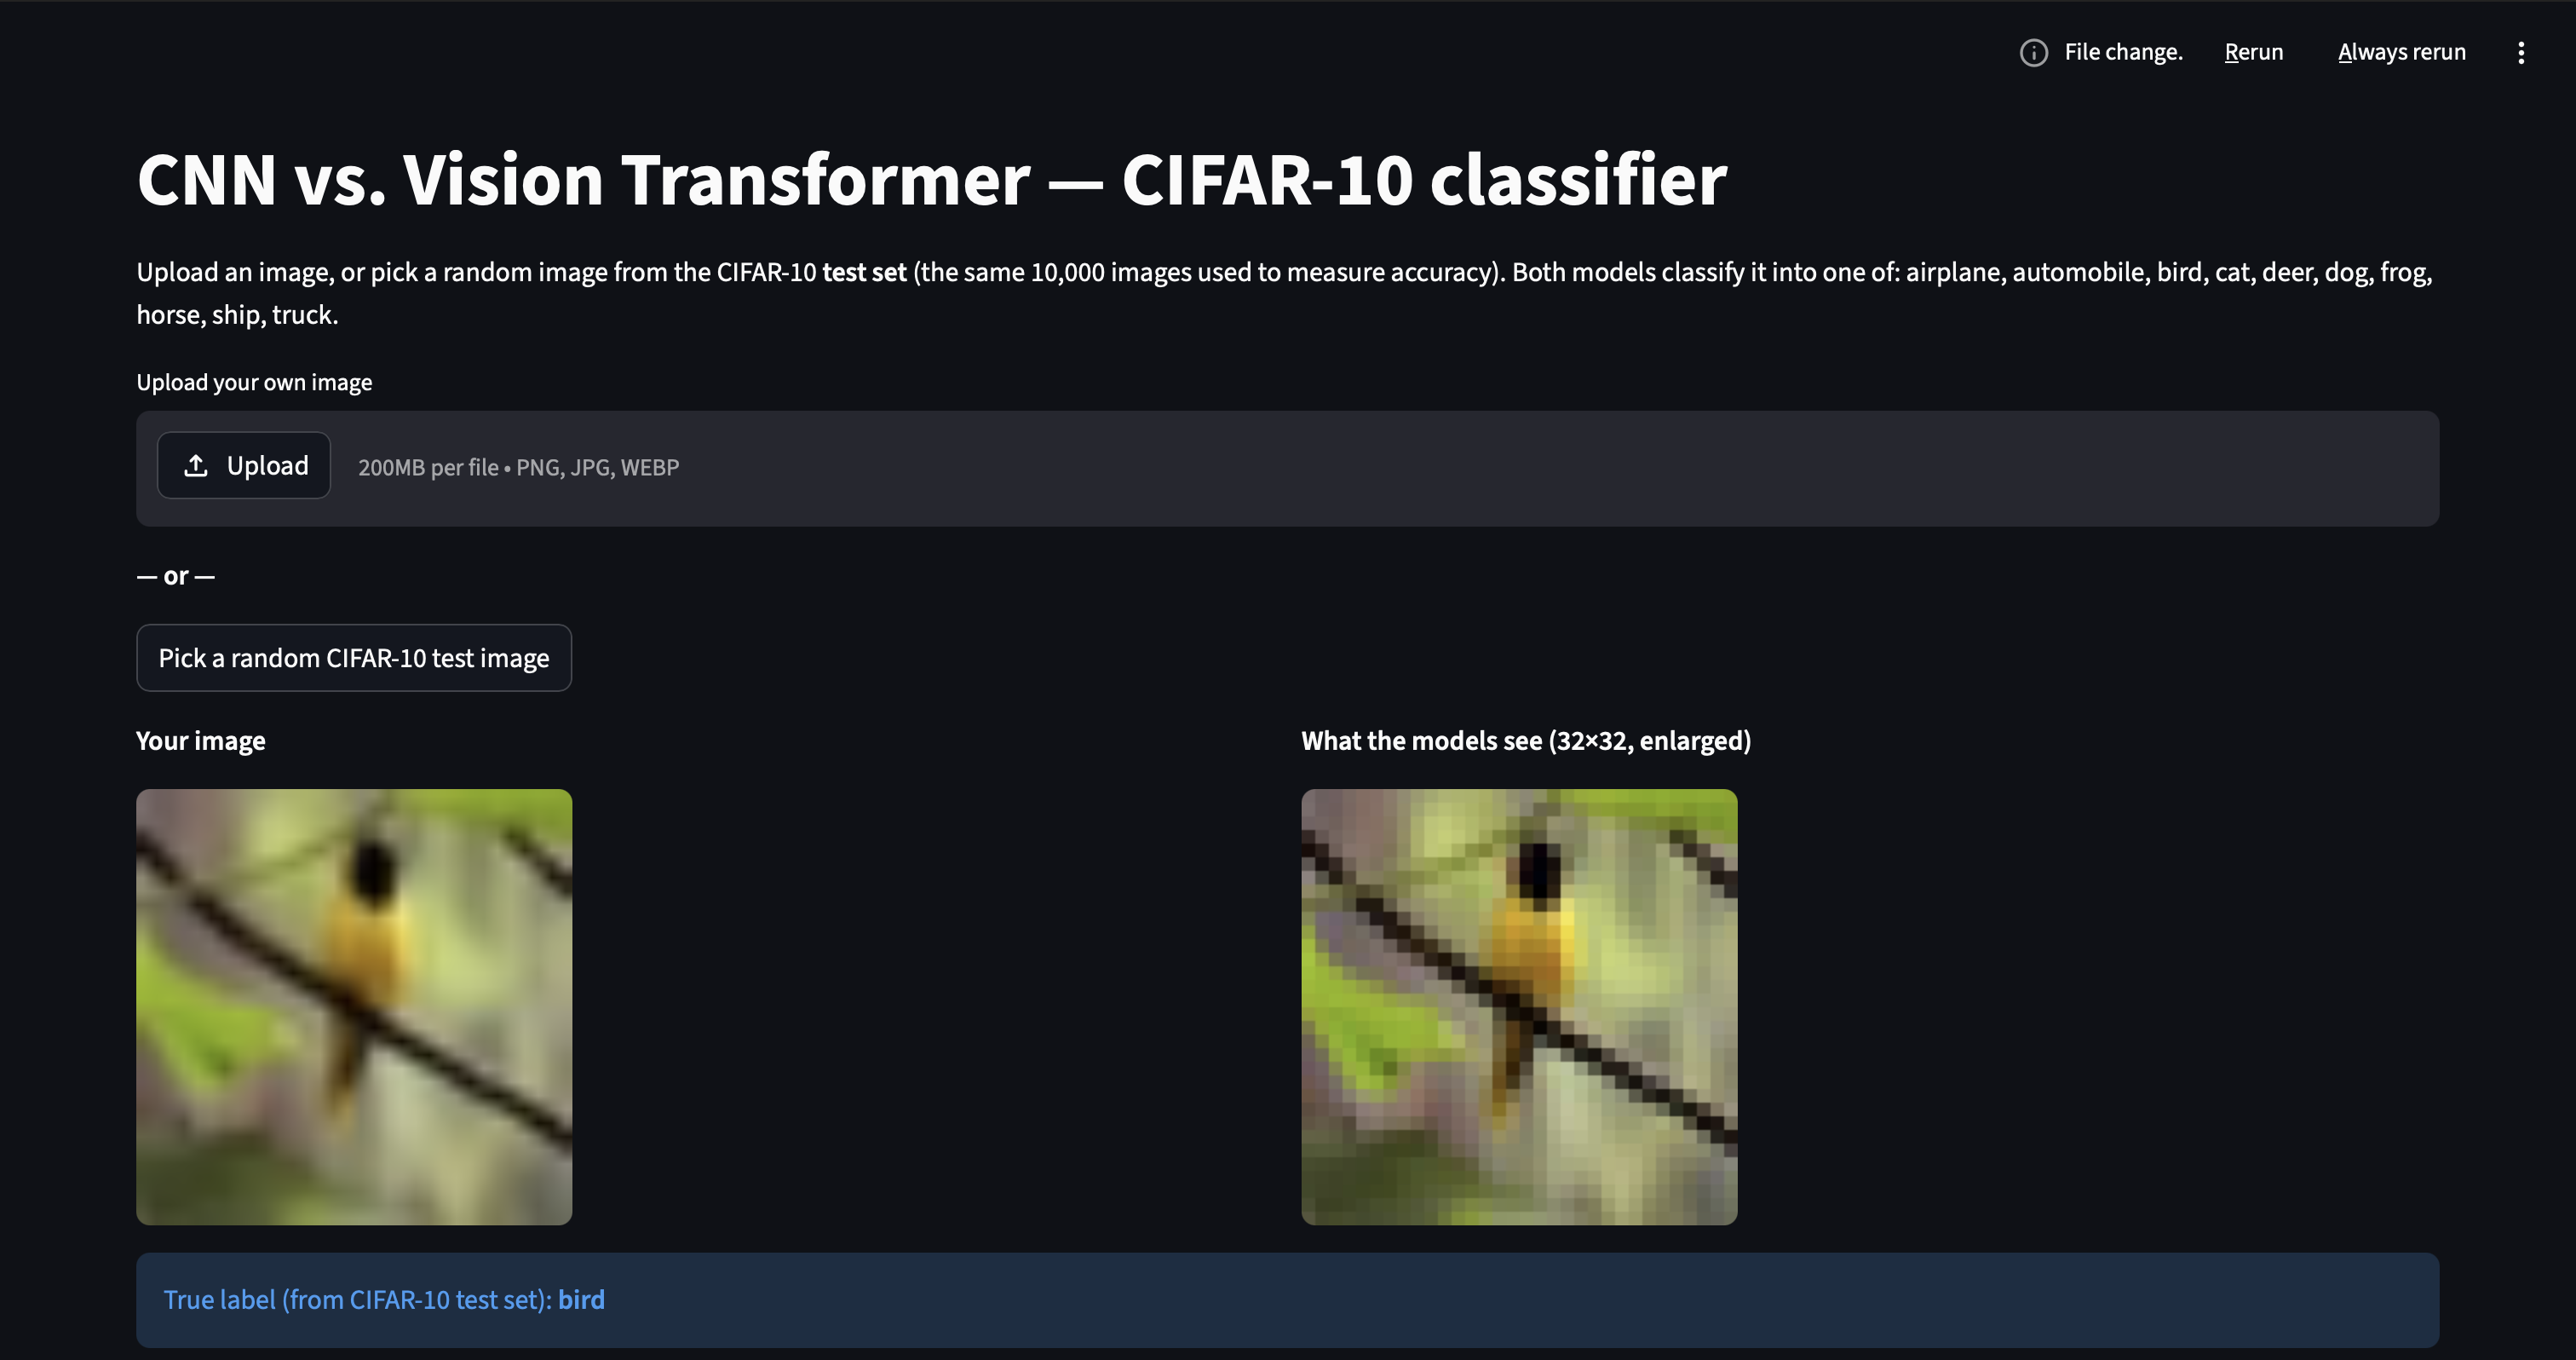 File change. Rerun Always rerun
CNN vs. Vision Transformer — CIFAR-10 classifier
Upload an image, or pick a random image from the CIFAR-10 test set (the same 10,000 images used to measure accuracy). Both models classify it into one of: airplane, automobile, bird, cat, deer, dog, frog,
horse, ship, truck.
Upload your own image
Upload 200MB per file • PNG, JPG, WEBP
— or —
Pick a random CIFAR-10 test image
Your image
What the models see (32×32, enlarged)
True label (from CIFAR-10 test set): bird